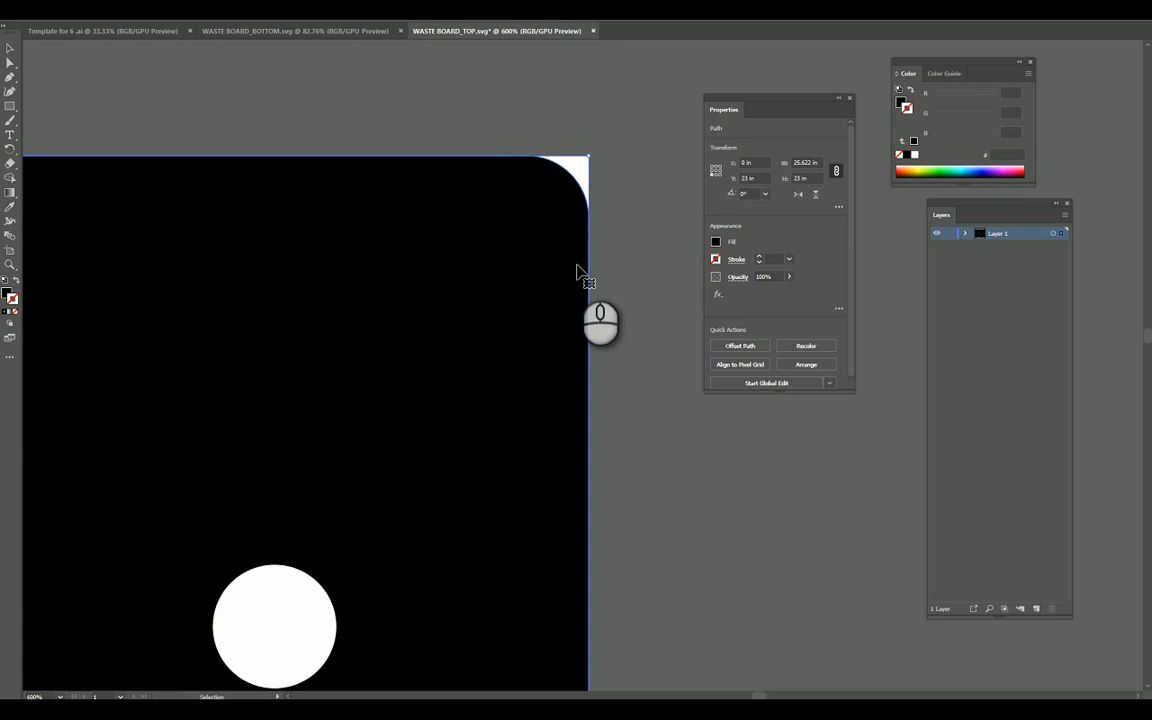 Template for 6 .ai @ 33.33% (RGB/GPU Preview) × WASTE BOARD_BOTTOM.svg @ 82.76% (RGB/GPU Preview) × WASTE BOARD_TOP.svg* @ 600% (RGB/GPU Preview) ×
Color Color Guide
R
G
B
#
Properties
Path
Transform
X: 0 in W: 25.622 in
Y: 23 in H: 23 in
0°
Appearance
Fill
Stroke
Opacity 100%
fx.
Quick Actions
Offset Path Recolor
Align to Pixel Grid Arrange
Start Global Edit
Layers
Layer 1
1 Layer
600% 1 Selection